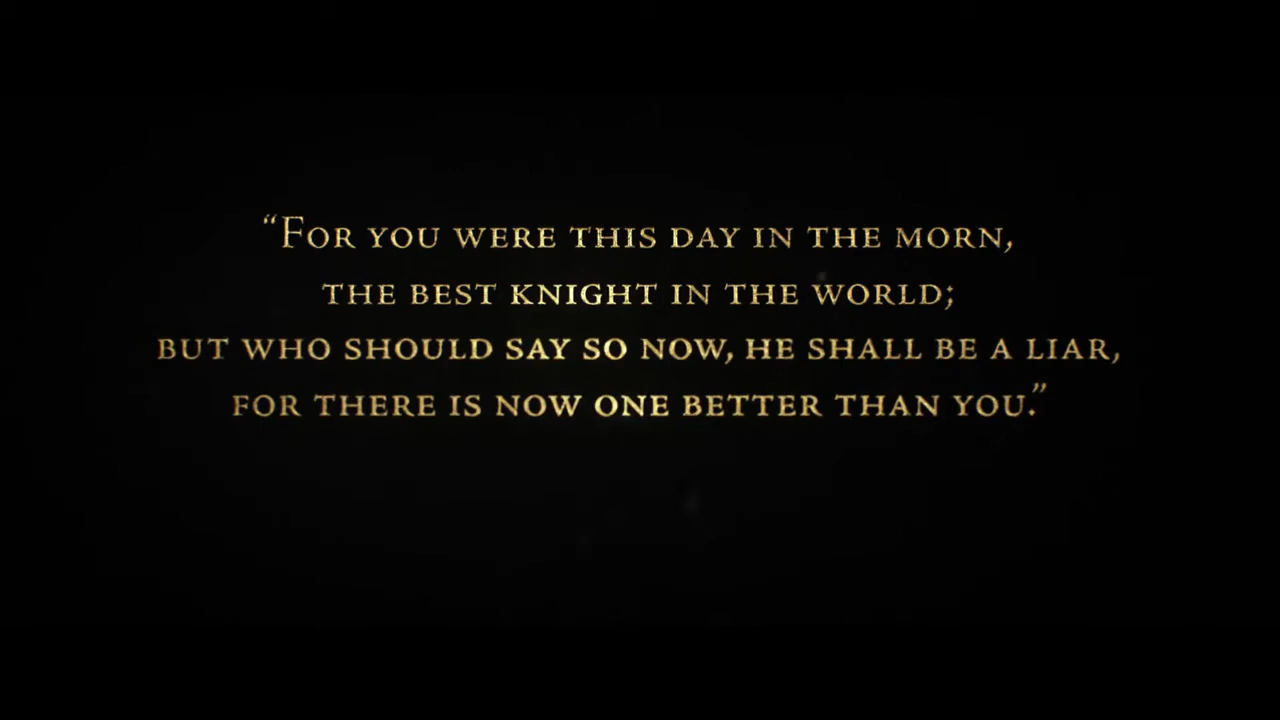 “For you were this day in the morn,
the best knight in the world;
but who should say so now, he shall be a liar,
for there is now one better than you.”